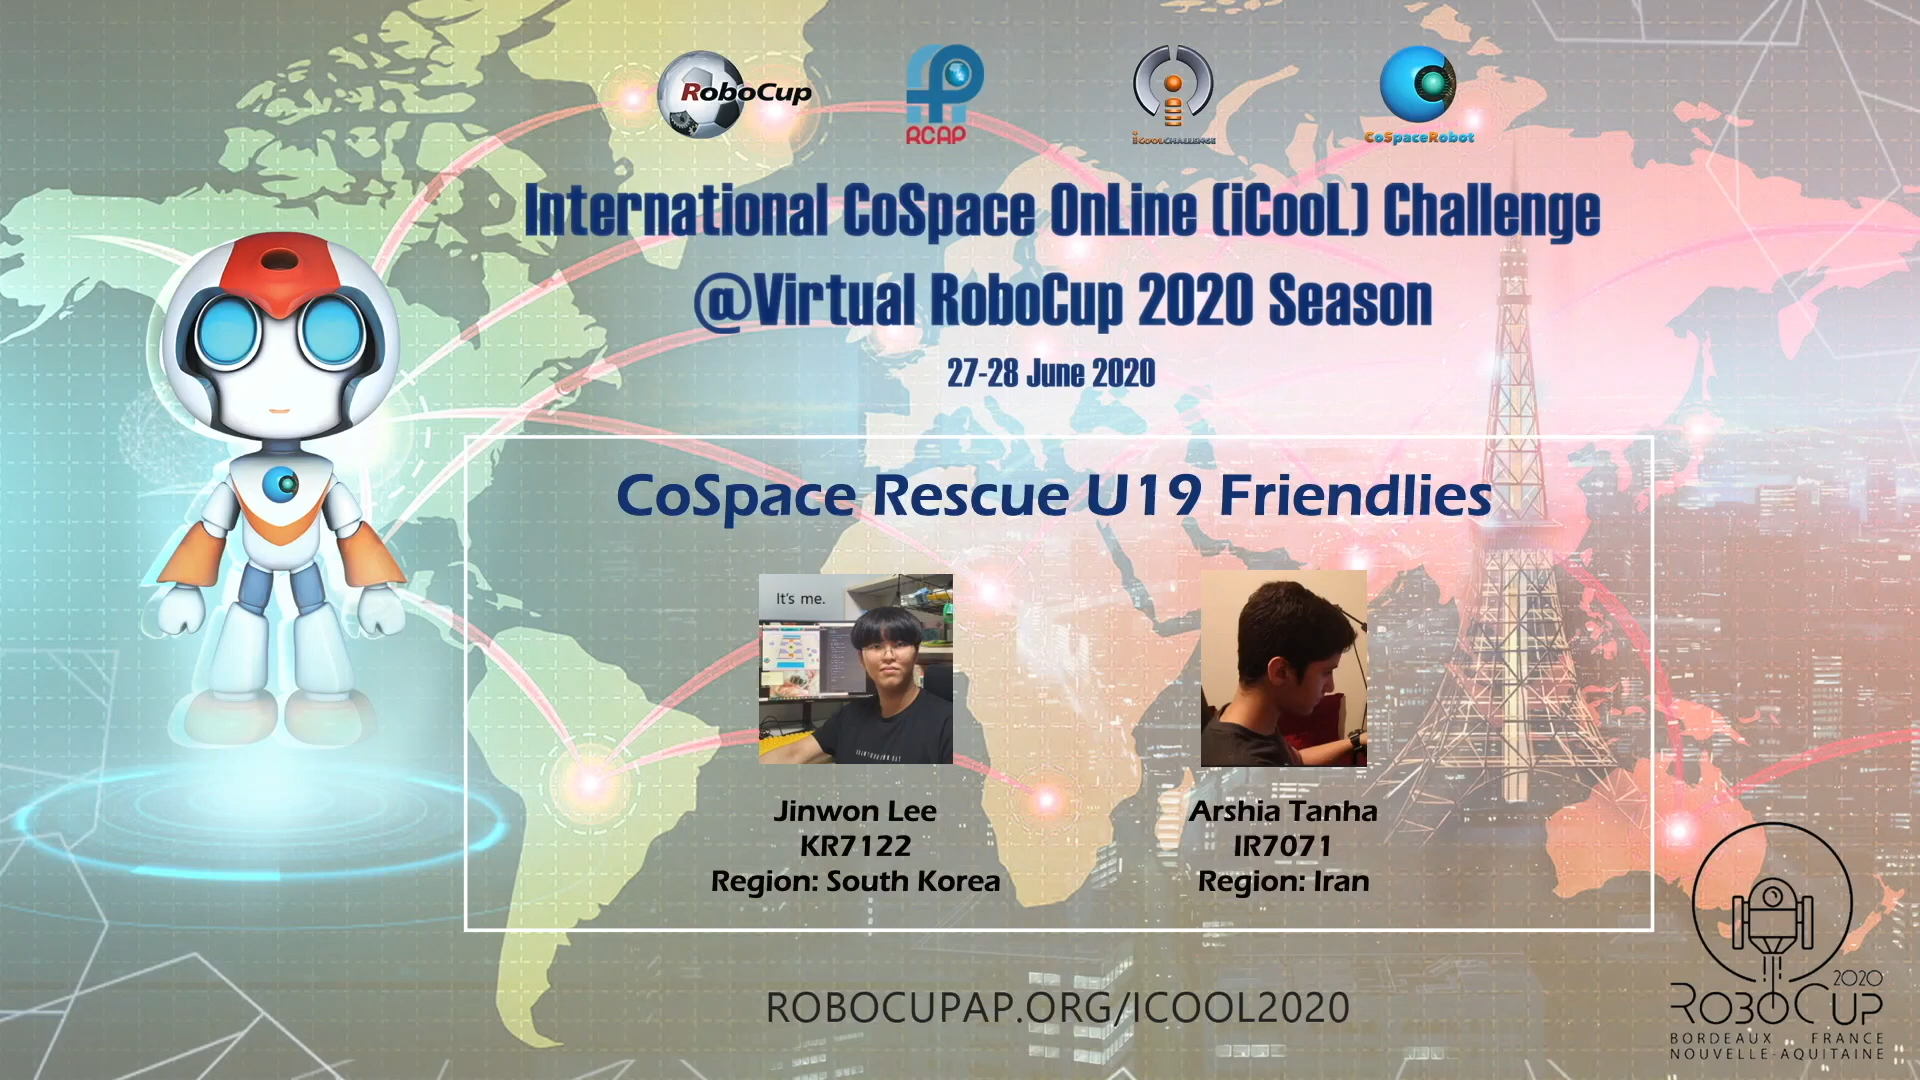 RoboCup
RCAP
iCOOLCHALLENGE
CoSpaceRobot
International CoSpace OnLine (iCooL) Challenge
@Virtual RoboCup 2020 Season
27-28 June 2020
CoSpace Rescue U19 Friendlies
It's me.
Jinwon Lee
KR7122
Region: South Korea
Arshia Tanha
IR7071
Region: Iran
ROBOCUPAP.ORG/ICOOL2020
2020
ROBOCUP
BORDEAUX FRANCE
NOUVELLE-AQUITAINE